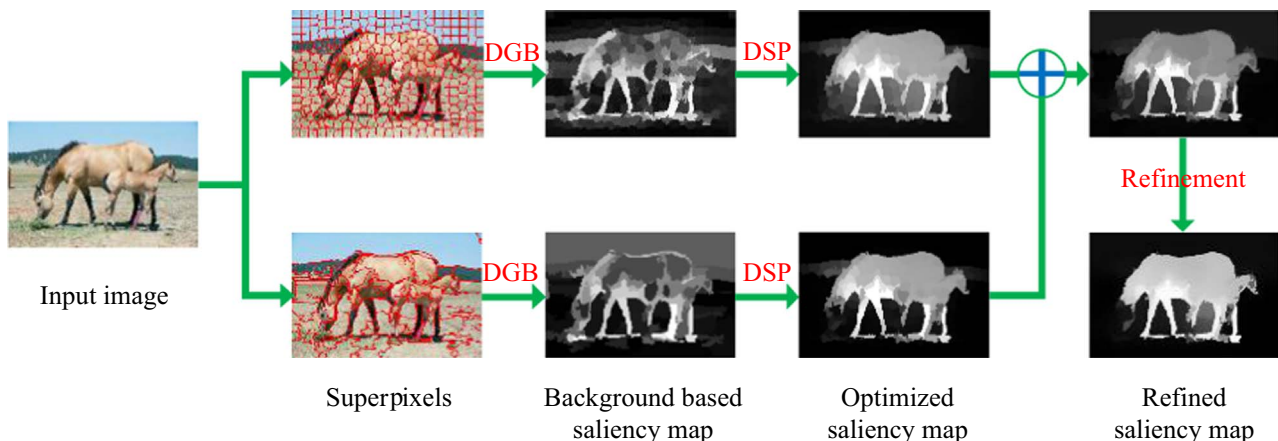 DGB
DSP
Refinement
DGB
DSP
Input image
Superpixels
Background based
saliency map
Optimized
saliency map
Refined
saliency map